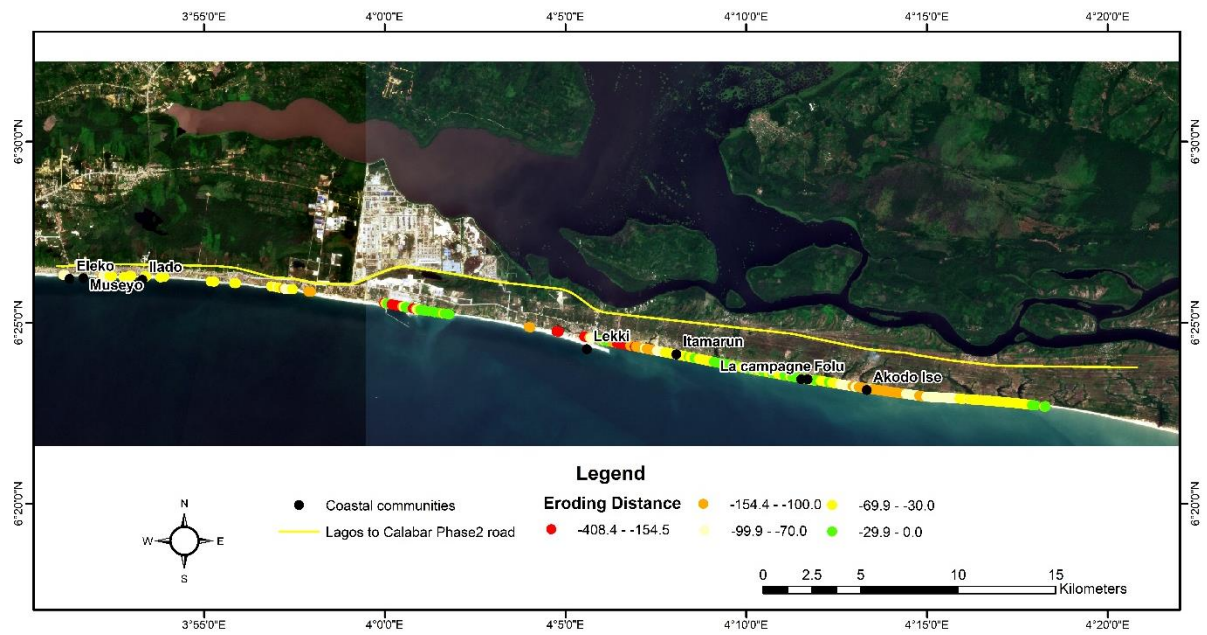 3°55'0"E 4°0'0"E 4°5'0"E 4°10'0"E 4°15'0"E 4°20'0"E
6°30'0"N 6°30'0"N
Eleko Ilado
Museyo
6°25'0"N 6°25'0"N
Lekki Itamarun
La campagne Folu
Akodo Ise
Legend
Coastal communities
Lagos to Calabar Phase2 road
Eroding Distance
-408.4 - -154.5
-154.4 - -100.0
-99.9 - -70.0
-69.9 - -30.0
-29.9 - 0.0
6°20'0"N 6°20'0"N
N
W E
S
0 2.5 5 10 15
Kilometers
3°55'0"E 4°0'0"E 4°5'0"E 4°10'0"E 4°15'0"E 4°20'0"E